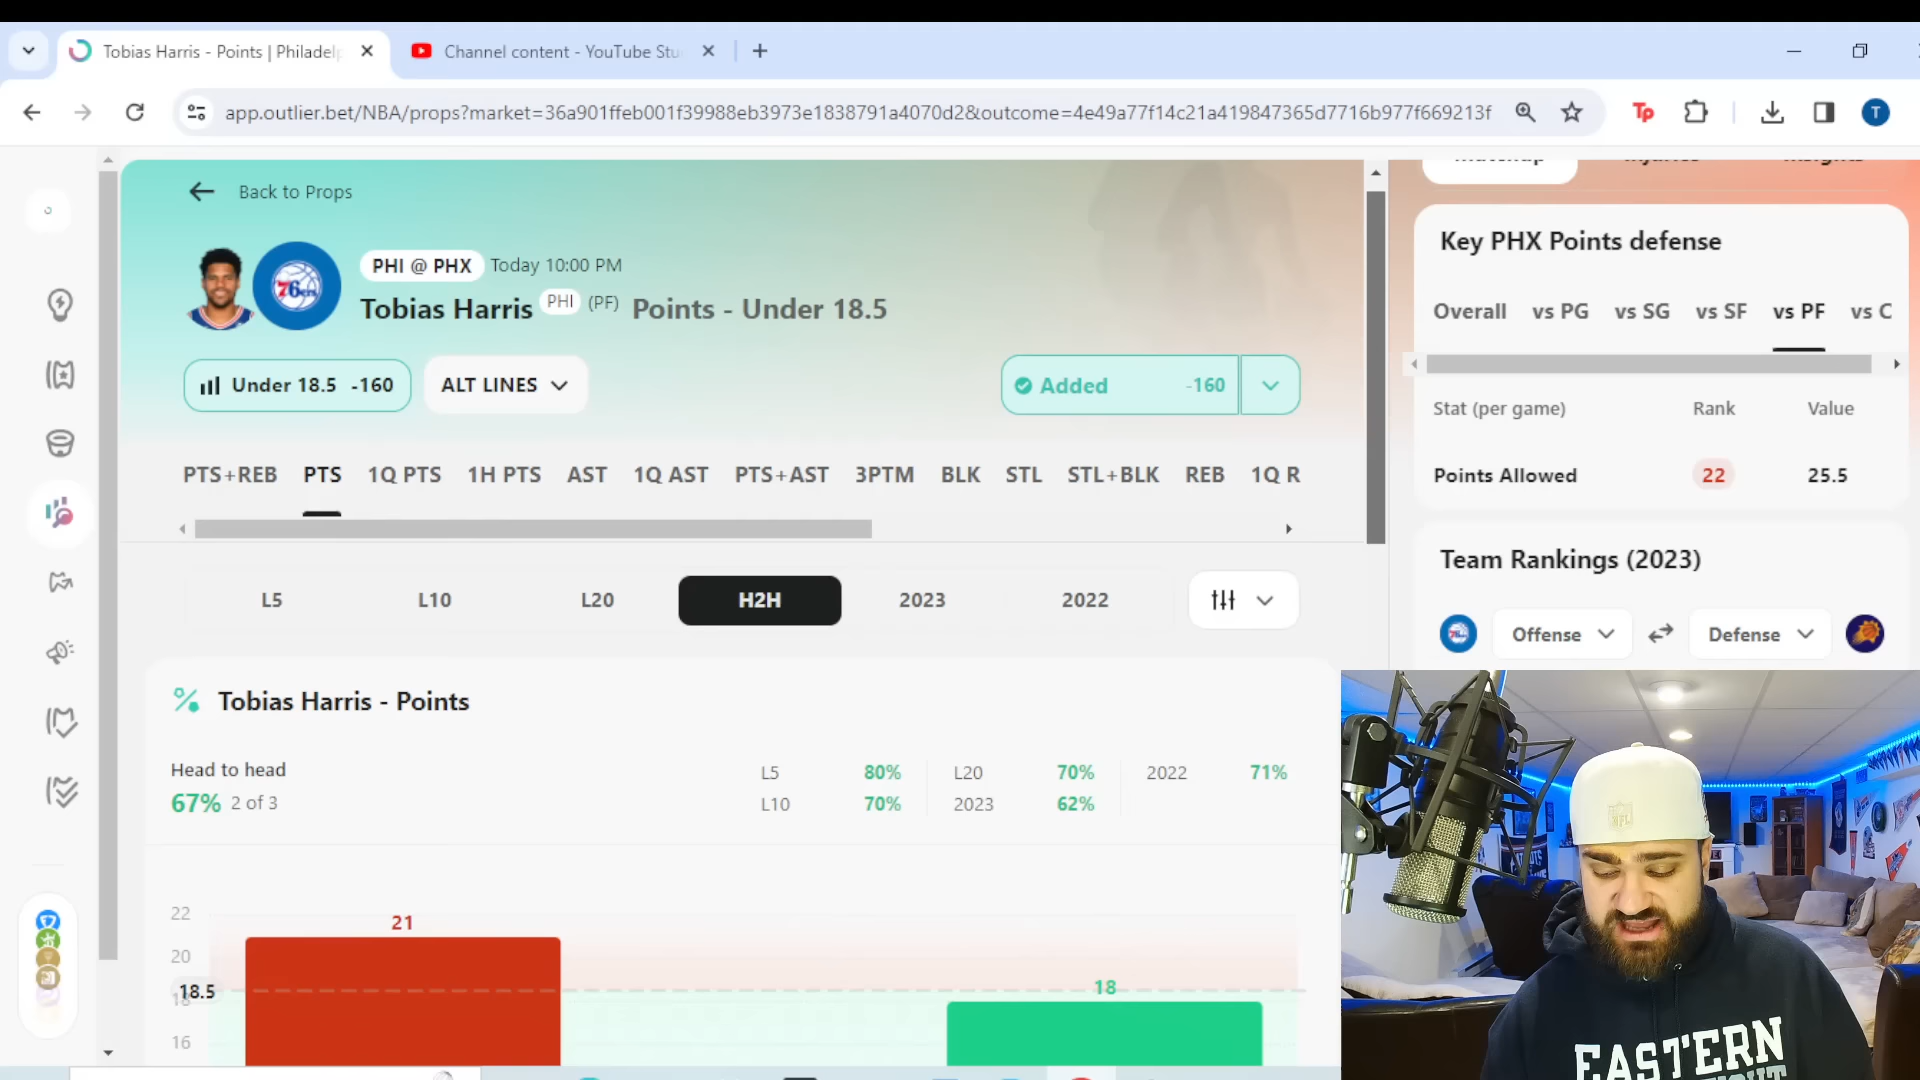 Tobias Harris - Points | Philadel
Channel content - YouTube Stu
app.outlier.bet/NBA/props?market=36a901ffeb001f39988eb3973e1838791a4070d2&outcome=4e49a77f14c21a419847365d7716b977f669213f
Tp
T
Back to Props
76ers
PHI @ PHX Today 10:00 PM
Tobias Harris PHI (PF) Points - Under 18.5
Under 18.5 -160
ALT LINES
Added -160
PTS+REB PTS 1Q PTS 1H PTS AST 1Q AST PTS+AST 3PTM BLK STL STL+BLK REB 1Q R
L5 L10 L20 H2H 2023 2022
Tobias Harris - Points
Head to head
67% 2 of 3
L5 80% L20 70% 2022 71%
L10 70% 2023 62%
22
21
20
18.5
18
18
16
Key PHX Points defense
Overall vs PG vs SG vs SF vs PF vs C
Stat (per game) Rank Value
Points Allowed 22 25.5
Team Rankings (2023)
Offense Defense
NFL
EASTERN